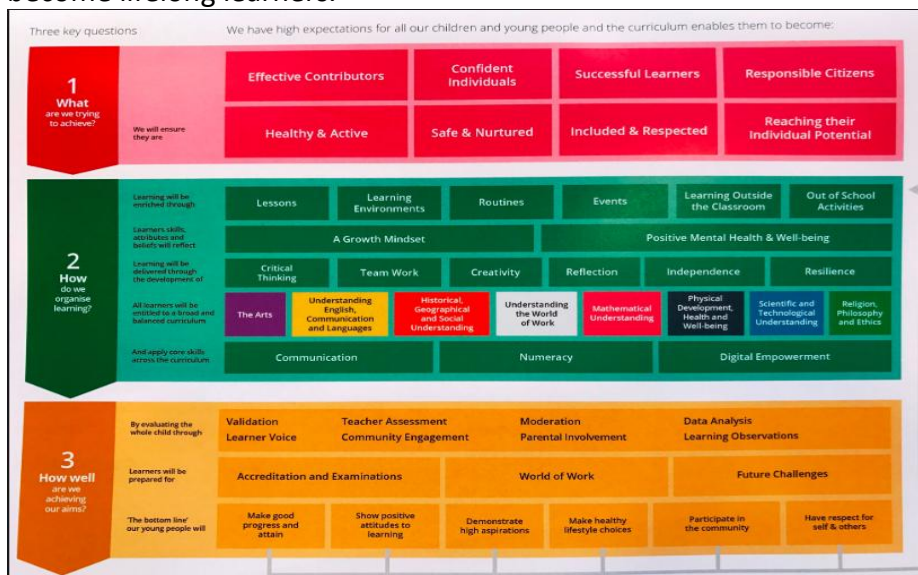 become lifelong learners.
Three key questions
We have high expectations for all our children and young people and the curriculum enables them to become:
1
What
are we trying
to achieve?
Effective Contributors
Confident
Individuals
Successful Learners
Responsible Citizens
We will ensure
they are
Healthy & Active
Safe & Nurtured
Included & Respected
Reaching their
Individual Potential
2
How
do we
organise
learning?
Learning will be
enriched through
Lessons
Learning
Environments
Routines
Events
Learning Outside
the Classroom
Out of School
Activities
Learners skills,
attributes and
beliefs will reflect
A Growth Mindset
Positive Mental Health & Well-being
Learning will be
delivered through
the development of
Critical
Thinking
Team Work
Creativity
Reflection
Independence
Resilience
All learners will be
entitled to a broad and
balanced curriculum
The Arts
Understanding
English,
Communication
and Languages
Historical,
Geographical
and Social
Understanding
Understanding
the World
of Work
Mathematical
Understanding
Physical
Development,
Health and
Well-being
Scientific and
Technological
Understanding
Religion,
Philosophy
and Ethics
And apply core skills
across the curriculum
Communication
Numeracy
Digital Empowerment
3
How well
are we
achieving
our aims?
By evaluating the
whole child through
Validation
Teacher Assessment
Moderation
Data Analysis
Learner Voice
Community Engagement
Parental Involvement
Learning Observations
Learners will be
prepared for
Accreditation and Examinations
World of Work
Future Challenges
'The bottom line'
our young people will
Make good
progress and
attain
Show positive
attitudes to
learning
Demonstrate
high aspirations
Make healthy
lifestyle choices
Participate in
the community
Have respect for
self & others